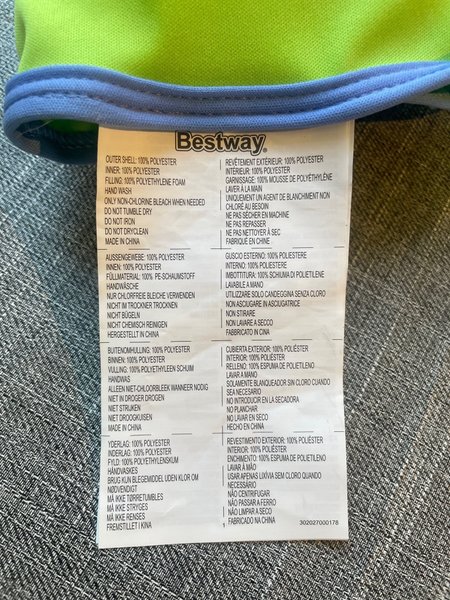 Bestway®
OUTER SHELL: 100% POLYESTER
INNER: 100% POLYESTER
FILLING: 100% POLYETHYLENE FOAM
HAND WASH
ONLY NON-CHLORINE BLEACH WHEN NEEDED
DO NOT TUMBLE DRY
DO NOT IRON
DO NOT DRYCLEAN
MADE IN CHINA
REVÊTEMENT EXTÉRIEUR: 100% POLYESTER
INTÉRIEUR: 100% POLYESTER
GARNISSAGE: 100% MOUSSE DE POLYÉTHYLÈNE
LAVER À LA MAIN
UNIQUEMENT UN AGENT DE BLANCHIMENT NON
CHLORÉ AU BESOIN
NE PAS SÉCHER EN MACHINE
NE PAS REPASSER
NE PAS NETTOYER À SEC
FABRIQUÉ EN CHINE
AUSSENGEWEBE: 100% POLYESTER
INNEN: 100% POLYESTER
FÜLLMATERIAL: 100% PE-SCHAUMSTOFF
HANDWÄSCHE
NUR CHLORFREIE BLEICHE VERWENDEN
NICHT IM TROCKNER TROCKNEN
NICHT BÜGELN
NICHT CHEMISCH REINIGEN
HERGESTELLT IN CHINA
GUSCIO ESTERNO: 100% POLIESTERE
INTERNO: 100% POLIESTERE
IMBOTTITURA: 100% SCHIUMA DI POLIETILENE
LAVABILE A MANO
UTILIZZARE SOLO CANDEGGINA SENZA CLORO
NON ASCIUGARE IN ASCIUGATRICE
NON STIRARE
NON LAVARE A SECCO
FABBRICATO IN CINA
BUITENOMHULLING: 100% POLYESTER
BINNEN: 100% POLYESTER
VULLING: 100% POLYETHYLEEN SCHUIM
HANDWAS
ALLEEN NIET-CHLOORBLEEK WANNEER NODIG
NIET IN DROGER DROGEN
NIET STRIJKEN
NIET DROOGKUISEN
MADE IN CHINA
CUBIERTA EXTERIOR: 100% POLIÉSTER
INTERIOR: 100% POLIÉSTER
RELLENO: 100% ESPUMA DE POLIETILENO
LAVAR A MANO
SOLAMENTE BLANQUEADOR SIN CLORO CUANDO
SEA NECESARIO
NO INTRODUCIR EN LA SECADORA
NO PLANCHAR
NO LAVAR EN SECO
HECHO EN CHINA
YDERLAG: 100% POLYESTER
INDERLAG: 100% POLYESTER
FYLD: 100% POLYETHYLENSKUM
HÅNDVASKES
BRUG KUN BLEGEMIDDEL UDEN KLOR OM
NØDVENDIGT
MÅ IKKE TØRRETUMBLES
MÅ IKKE STRYGES
MÅ IKKE RENSES
FREMSTILLET I KINA
REVESTIMENTO EXTERIOR: 100% POLIÉSTER
INTERIOR: 100% POLIÉSTER
ENCHIMENTO: 100% ESPUMA DE POLIETILENO
LAVAR À MÃO
USAR APENAS LIXÍVIA SEM CLORO QUANDO
NECESSÁRIO
NÃO CENTRIFUGAR
NÃO PASSAR A FERRO
NÃO LIMPAR A SECO
FABRICADO NA CHINA
1
302027000178